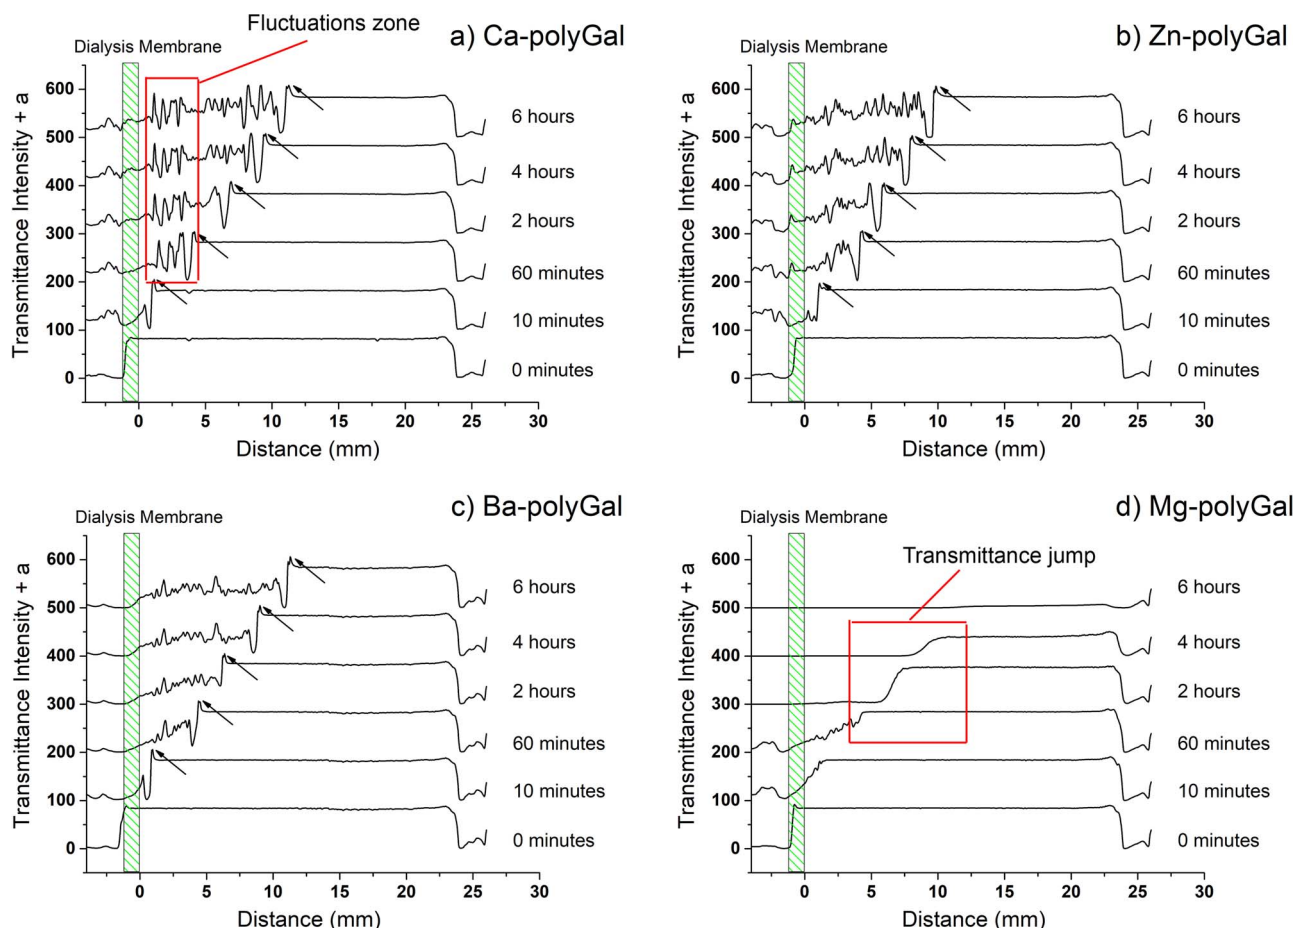 Fluctuations zone
a) Ca-polyGal
Dialysis Membrane
Transmittance Intensity + a
600
500
400
300
200
100
0
6 hours
4 hours
2 hours
60 minutes
10 minutes
0 minutes
0 5 10 15 20 25 30
Distance (mm)
b) Zn-polyGal
Dialysis Membrane
Transmittance Intensity + a
600
500
400
300
200
100
0
6 hours
4 hours
2 hours
60 minutes
10 minutes
0 minutes
0 5 10 15 20 25 30
Distance (mm)
c) Ba-polyGal
Dialysis Membrane
Transmittance Intensity + a
600
500
400
300
200
100
0
6 hours
4 hours
2 hours
60 minutes
10 minutes
0 minutes
0 5 10 15 20 25 30
Distance (mm)
d) Mg-polyGal
Dialysis Membrane
Transmittance jump
Transmittance Intensity + a
600
500
400
300
200
100
0
6 hours
4 hours
2 hours
60 minutes
10 minutes
0 minutes
0 5 10 15 20 25 30
Distance (mm)